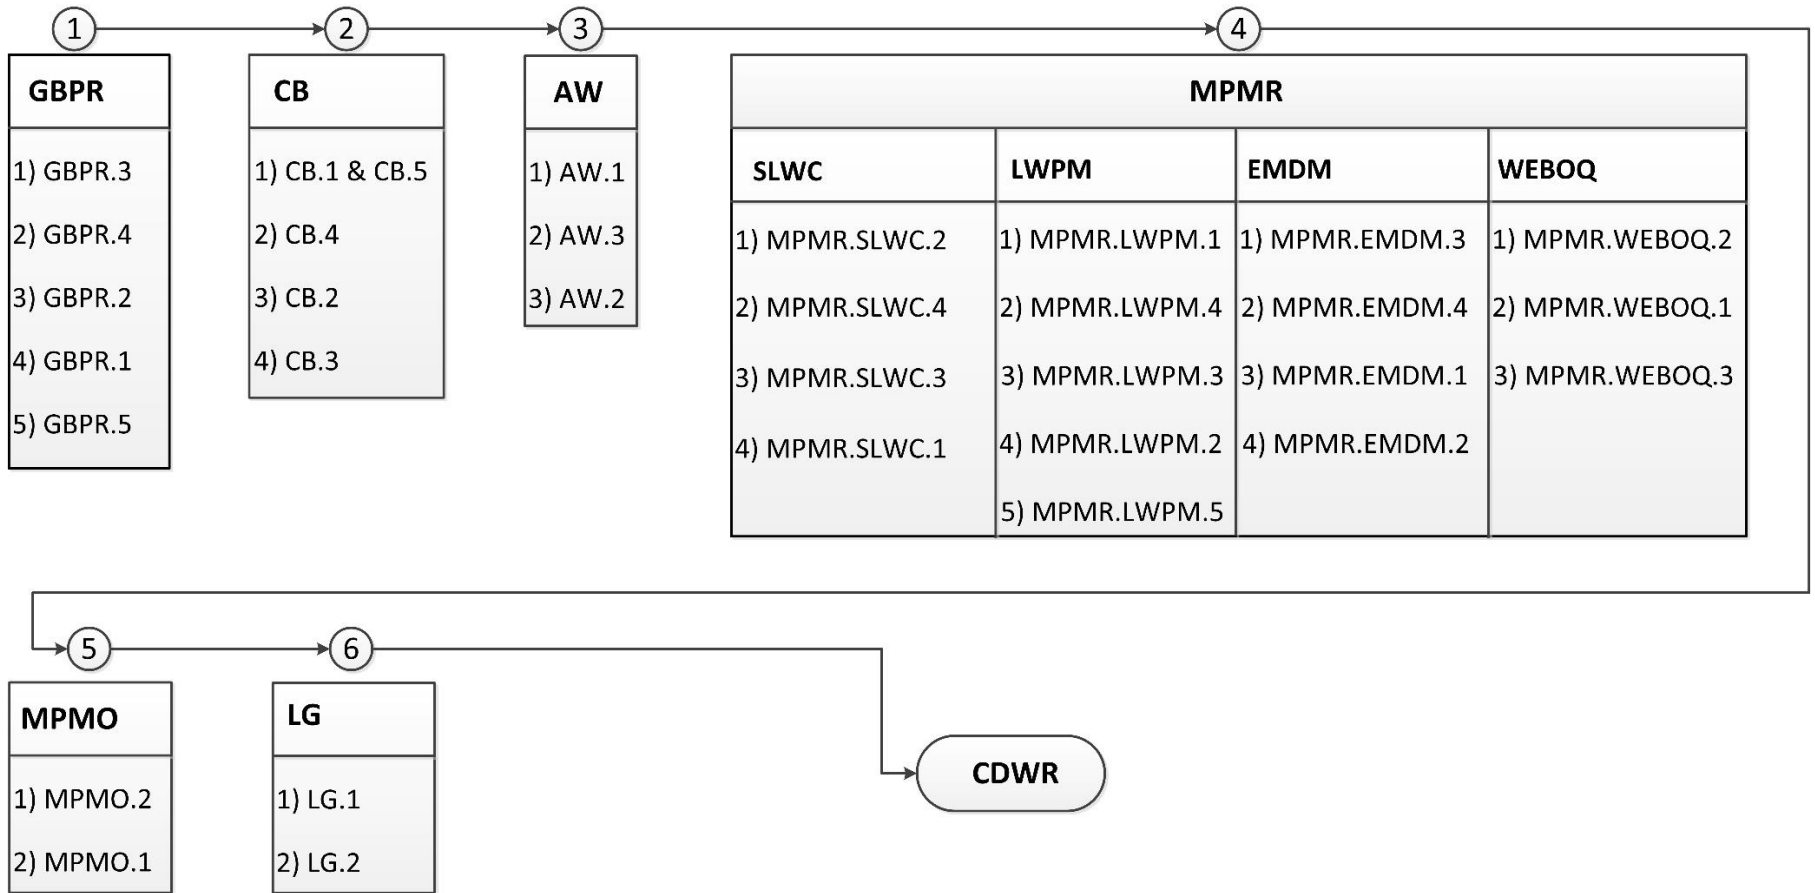 1 2 3 4
GBPR CB AW MPMR
1) GBPR.3
2) GBPR.4
3) GBPR.2
4) GBPR.1
5) GBPR.5
1) CB.1 & CB.5
2) CB.4
3) CB.2
4) CB.3
1) AW.1
2) AW.3
3) AW.2
SLWC
1) MPMR.SLWC.2
2) MPMR.SLWC.4
3) MPMR.SLWC.3
4) MPMR.SLWC.1
LWPM
1) MPMR.LWPM.1
2) MPMR.LWPM.4
3) MPMR.LWPM.3
4) MPMR.LWPM.2
5) MPMR.LWPM.5
EMDM
1) MPMR.EMDM.3
2) MPMR.EMDM.4
3) MPMR.EMDM.1
4) MPMR.EMDM.2
WEBOQ
1) MPMR.WEBOQ.2
2) MPMR.WEBOQ.1
3) MPMR.WEBOQ.3
5 6
MPMO
1) MPMO.2
2) MPMO.1
LG
1) LG.1
2) LG.2
CDWR